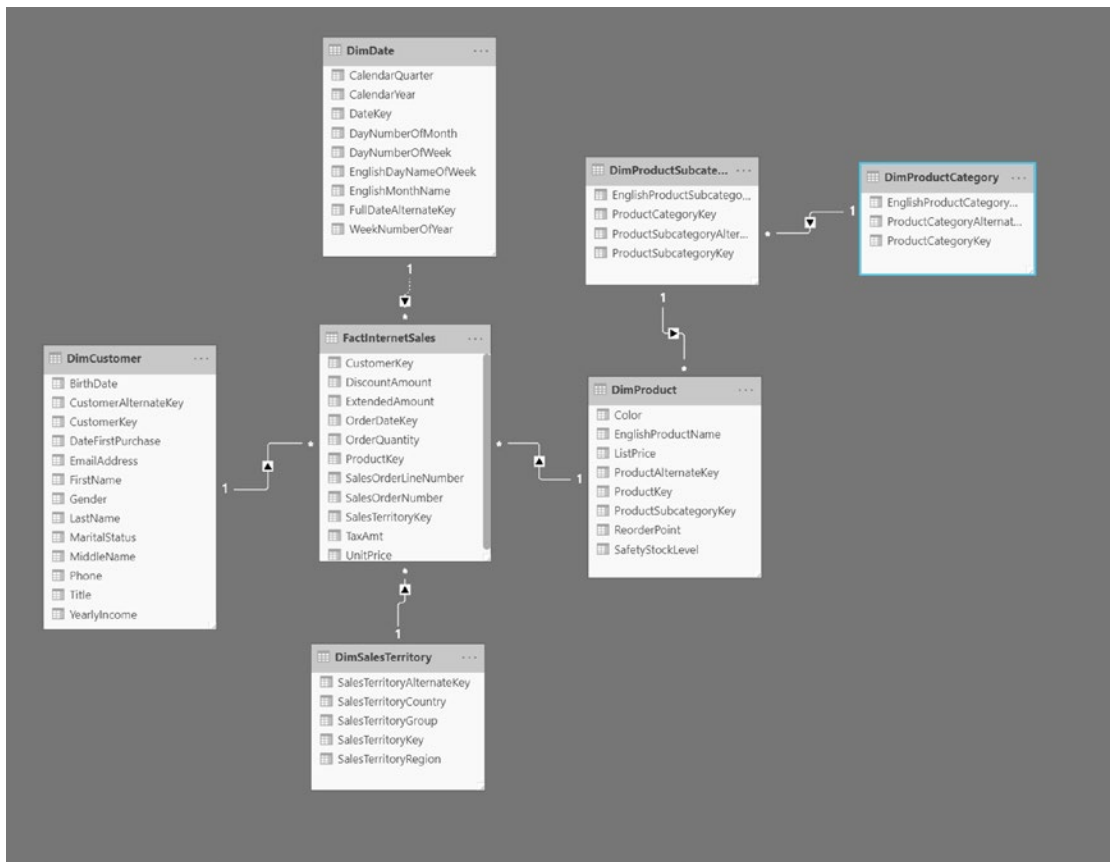 DimDate ...
CalendarQuarter
CalendarYear
DateKey
DayNumberOfMonth
DayNumberOfWeek
EnglishDayNameOfWeek
EnglishMonthName
FullDateAlternateKey
WeekNumberOfYear
1
*
DimProductSubcate... ...
EnglishProductSubcatego...
ProductCategoryKey
ProductSubcategoryAlter...
ProductSubcategoryKey
* 1
DimProductCategory ...
EnglishProductCategory...
ProductCategoryAlternat...
ProductCategoryKey
1
*
DimCustomer ...
BirthDate
CustomerAlternateKey
CustomerKey
DateFirstPurchase
EmailAddress
FirstName
Gender
LastName
MaritalStatus
MiddleName
Phone
Title
YearlyIncome
1 *
FactInternetSales ...
CustomerKey
DiscountAmount
ExtendedAmount
OrderDateKey
OrderQuantity
ProductKey
SalesOrderLineNumber
SalesOrderNumber
SalesTerritoryKey
TaxAmt
UnitPrice
* 1
DimProduct ...
Color
EnglishProductName
ListPrice
ProductAlternateKey
ProductKey
ProductSubcategoryKey
ReorderPoint
SafetyStockLevel
*
1
DimSalesTerritory ...
SalesTerritoryAlternateKey
SalesTerritoryCountry
SalesTerritoryGroup
SalesTerritoryKey
SalesTerritoryRegion